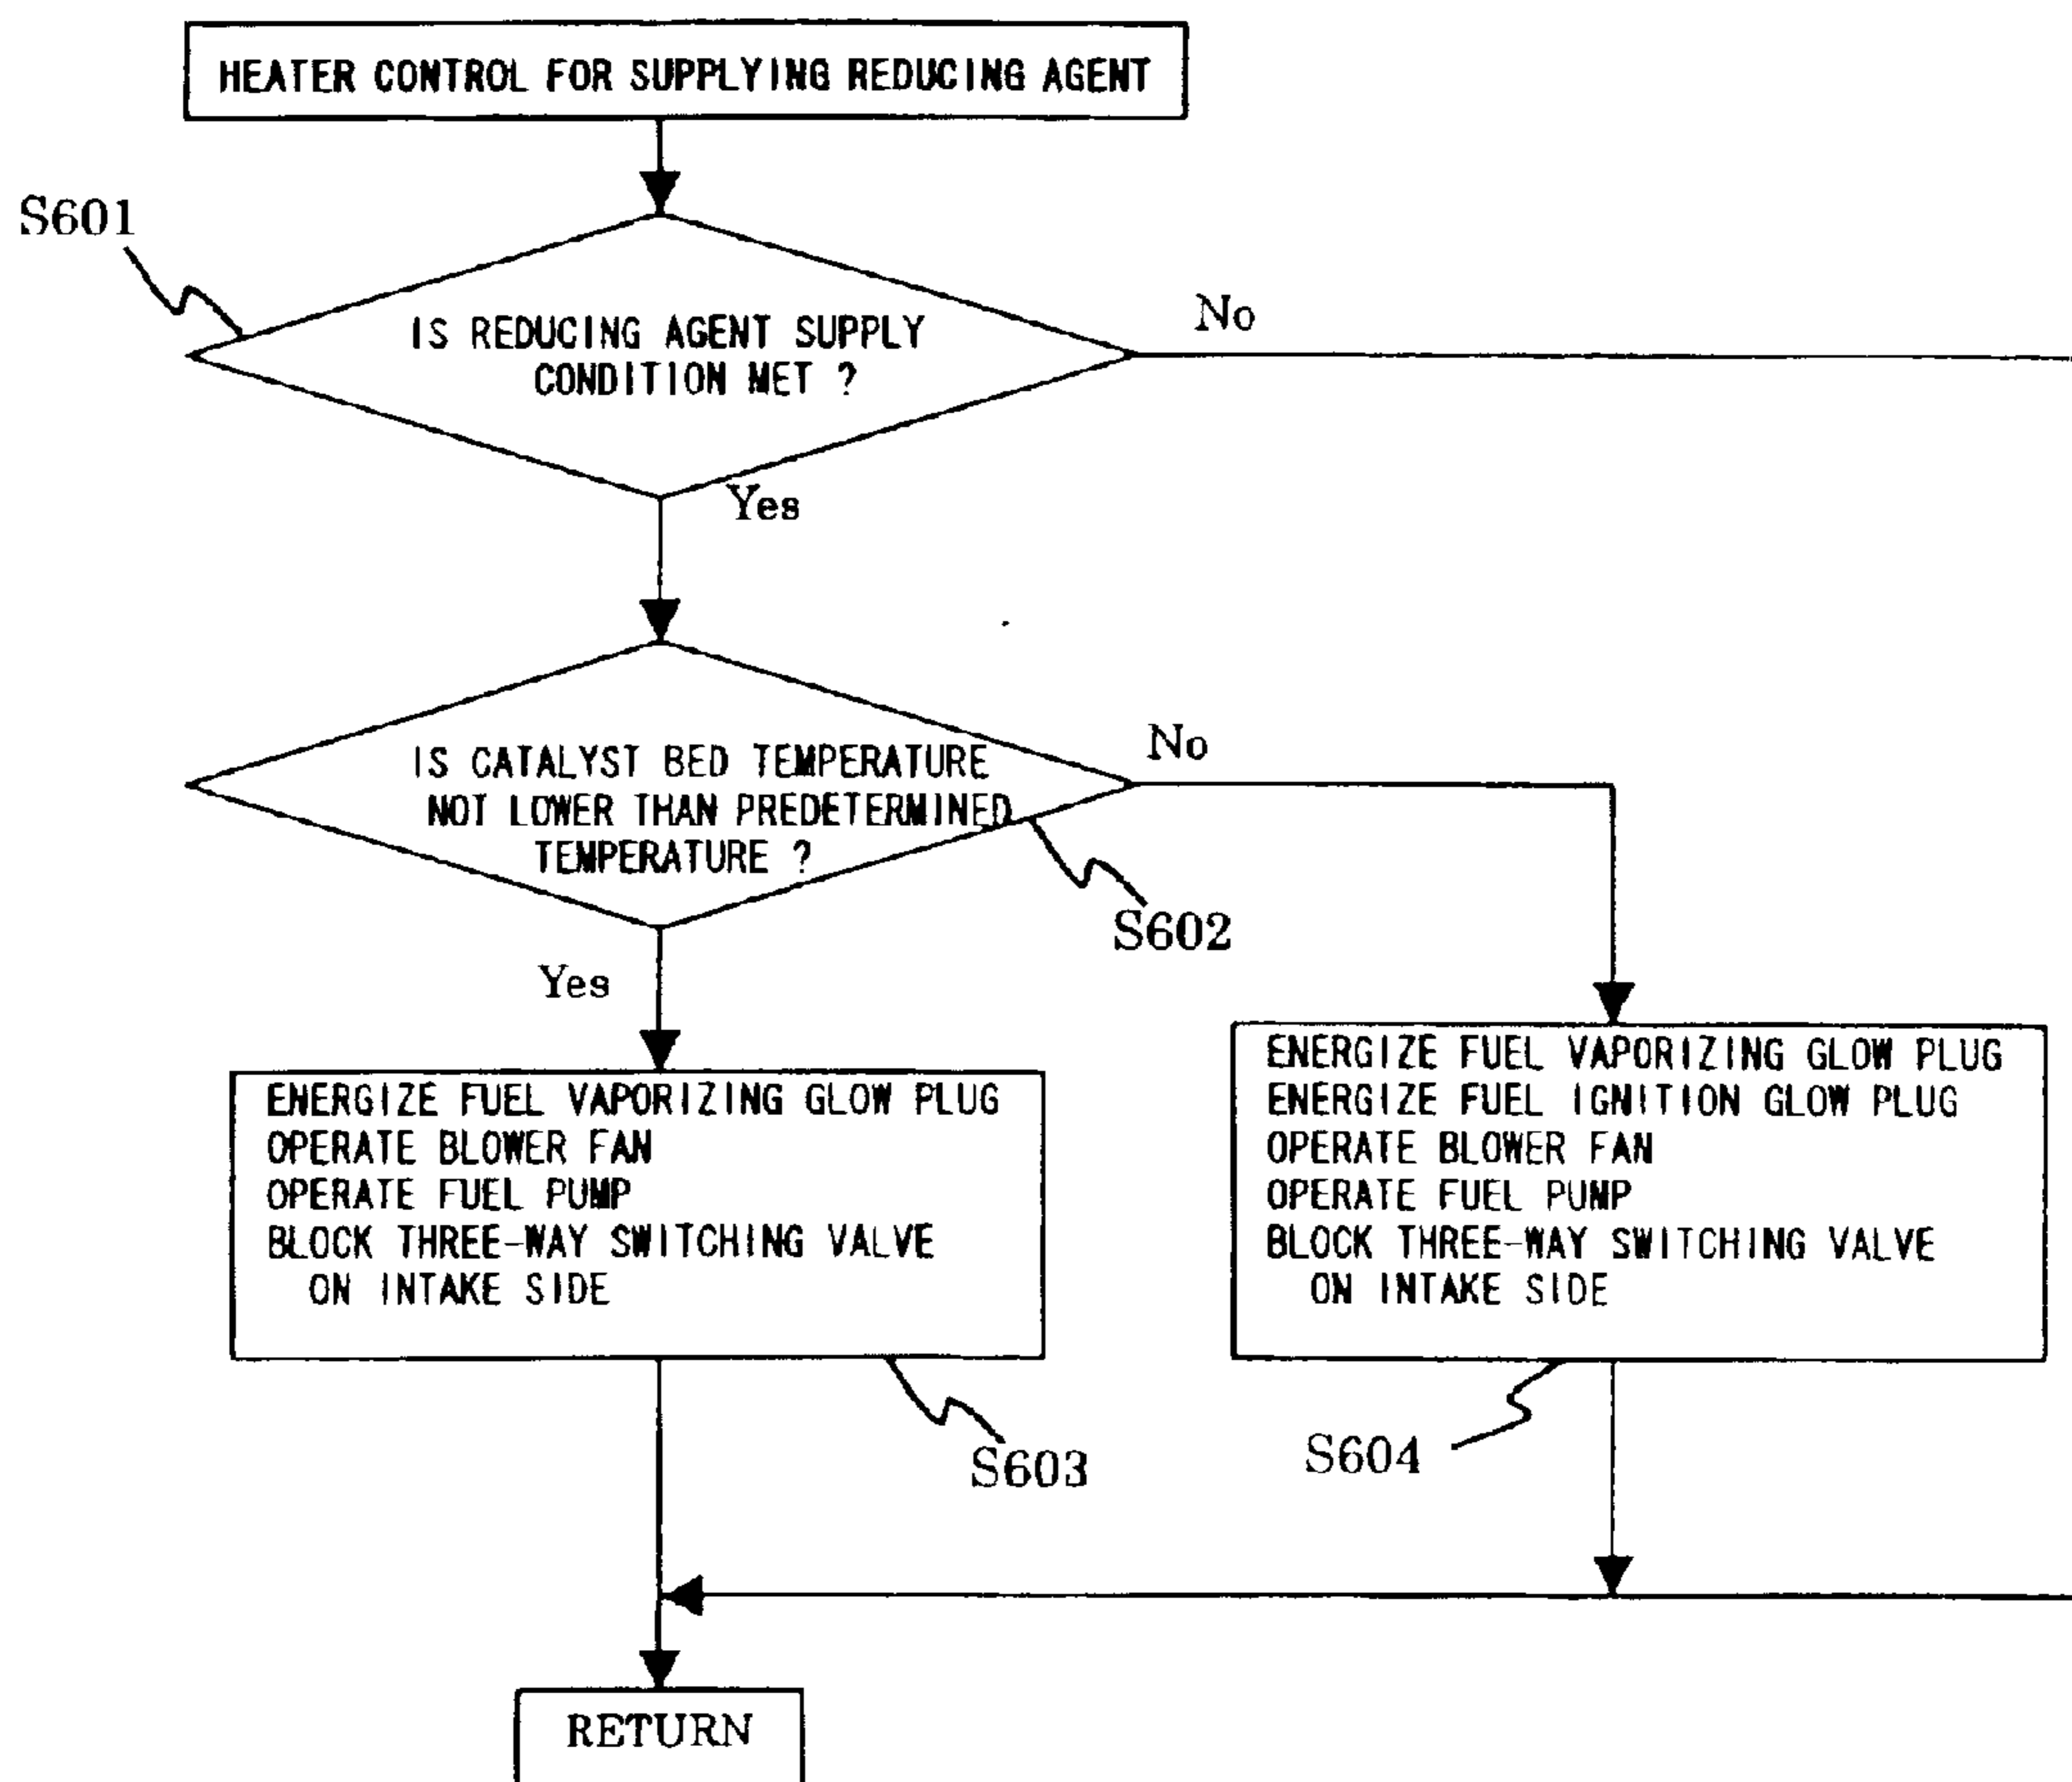 HEATER CONTROL FOR SUPPLYING REDUCING AGENT
S601
IS REDUCING AGENT SUPPLY
CONDITION MET ?
No
Yes
IS CATALYST BED TEMPERATURE
NOT LOWER THAN PREDETERMINED
TEMPERATURE ?
No
S602
Yes
ENERGIZE FUEL VAPORIZING GLOW PLUG
OPERATE BLOWER FAN
OPERATE FUEL PUMP
BLOCK THREE-WAY SWITCHING VALVE
ON INTAKE SIDE
S603
ENERGIZE FUEL VAPORIZING GLOW PLUG
ENERGIZE FUEL IGNITION GLOW PLUG
OPERATE BLOWER FAN
OPERATE FUEL PUMP
BLOCK THREE-WAY SWITCHING VALVE
ON INTAKE SIDE
S604
RETURN